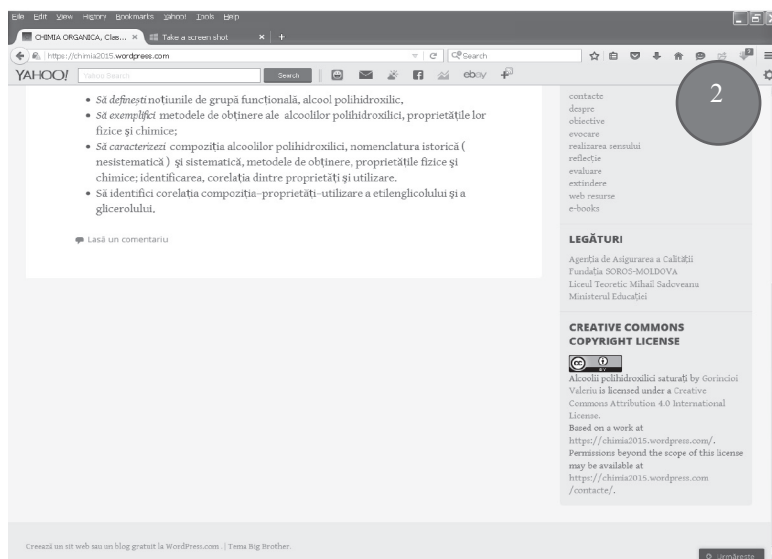 File Edit View History Bookmarks Yahoo! Tools Help
CHIMIA ORGANICA, Clas... × Take a screen shot × +
https://chimia2015.wordpress.com Search
YAHOO! Yahoo Search Search ebay
2
• Să definești noțiunile de grupă funcțională, alcool polihidroxilic,
• Să exemplifici metodele de obținere ale alcoolilor polihidroxilici, proprietățile lor
fizice și chimice;
• Să caracterizezi compoziția alcoolilor polihidroxilici, nomenclatura istorică (
nesistematică ) și sistematică, metodele de obținere, proprietățile fizice și
chimice; identificarea, corelația dintre proprietăți și utilizare.
• Să identifici corelația compoziția-proprietăți-utilizare a etilenglicolului și a
glicerolului.
Lasă un comentariu
contacte
despre
obiective
evocare
realizarea sensului
reflecție
evaluare
extindere
web resurse
e-books
LEGĂTURI
Agenția de Asigurarea a Calității
Fundația SOROS-MOLDOVA
Liceul Teoretic Mihail Sadoveanu
Ministerul Educației
CREATIVE COMMONS
COPYRIGHT LICENSE
cc BY
Alcoolii polihidroxilici saturați by Gorincioi
Valeriu is licensed under a Creative
Commons Attribution 4.0 International
License.
Based on a work at
https://chimia2015.wordpress.com/.
Permissions beyond the scope of this license
may be available at
https://chimia2015.wordpress.com
/contacte/.
Creează un sit web sau un blog gratuit la WordPress.com. | Tema Big Brother.
Urmărește